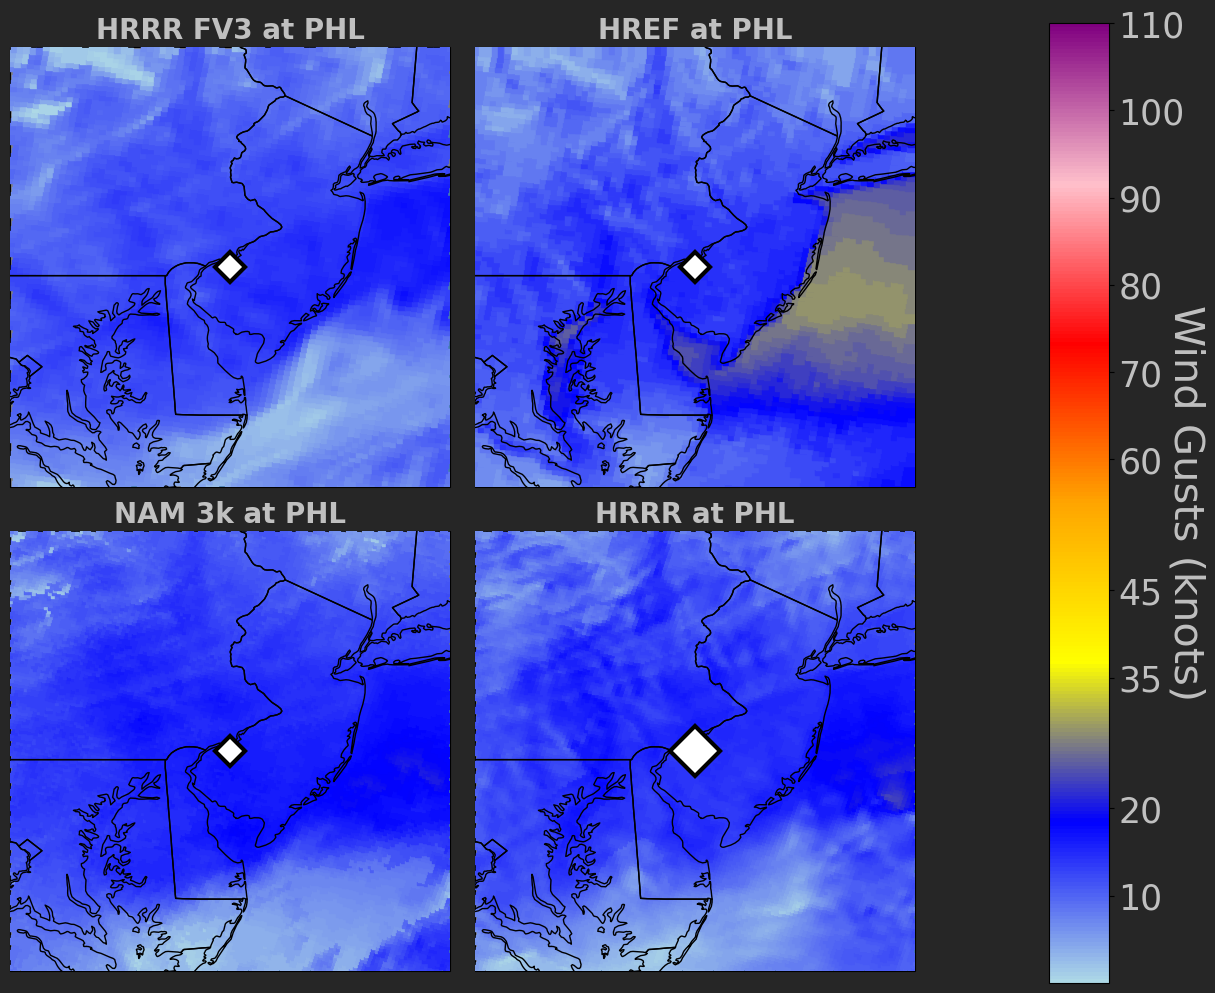 HRRR FV3 at PHL
HREF at PHL
NAM 3k at PHL
HRRR at PHL
110
100
90
80
70
60
45
35
20
10
Wind Gusts (knots)